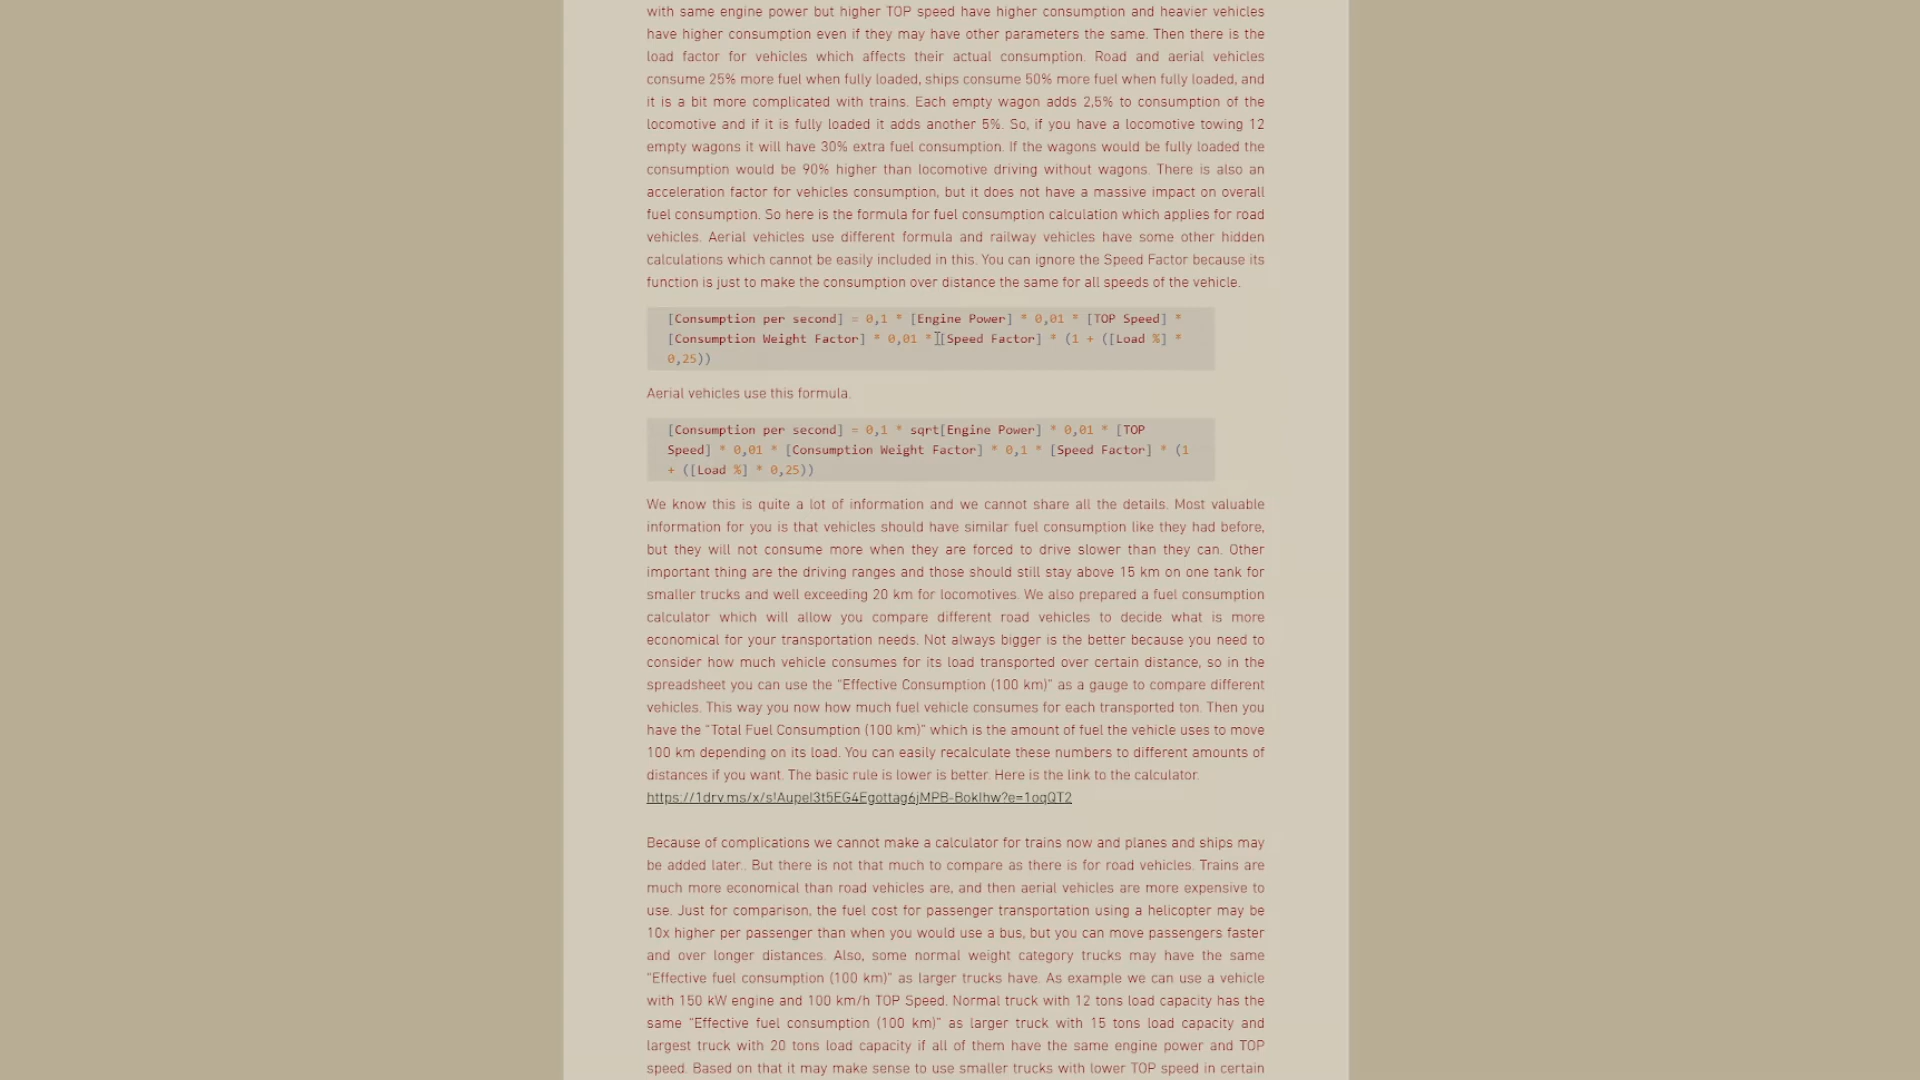 with same engine power but higher TOP speed have higher consumption and heavier vehicles
have higher consumption even if they may have other parameters the same. Then there is the
load factor for vehicles which affects their actual consumption. Road and aerial vehicles
consume 25% more fuel when fully loaded, ships consume 50% more fuel when fully loaded, and
it is a bit more complicated with trains. Each empty wagon adds 2,5% to consumption of the
locomotive and if it is fully loaded it adds another 5%. So, if you have a locomotive towing 12
empty wagons it will have 30% extra fuel consumption. If the wagons would be fully loaded the
consumption would be 90% higher than locomotive driving without wagons. There is also an
acceleration factor for vehicles consumption, but it does not have a massive impact on overall
fuel consumption. So here is the formula for fuel consumption calculation which applies for road
vehicles. Aerial vehicles use different formula and railway vehicles have some other hidden
calculations which cannot be easily included in this. You can ignore the Speed Factor because its
function is just to make the consumption over distance the same for all speeds of the vehicle.
[Consumption per second] = 0,1 * [Engine Power] * 0,01 * [TOP Speed] *
[Consumption Weight Factor] * 0,01 * [Speed Factor] * (1 + ([Load %] *
0,25))
Aerial vehicles use this formula.
[Consumption per second] = 0,1 * sqrt[Engine Power] * 0,01 * [TOP
Speed] * 0,01 * [Consumption Weight Factor] * 0,1 * [Speed Factor] * (1
+ ([Load %] * 0,25))
We know this is quite a lot of information and we cannot share all the details. Most valuable
information for you is that vehicles should have similar fuel consumption like they had before,
but they will not consume more when they are forced to drive slower than they can. Other
important thing are the driving ranges and those should still stay above 15 km on one tank for
smaller trucks and well exceeding 20 km for locomotives. We also prepared a fuel consumption
calculator which will allow you compare different road vehicles to decide what is more
economical for your transportation needs. Not always bigger is the better because you need to
consider how much vehicle consumes for its load transported over certain distance, so in the
spreadsheet you can use the "Effective Consumption (100 km)" as a gauge to compare different
vehicles. This way you now how much fuel vehicle consumes for each transported ton. Then you
have the "Total Fuel Consumption (100 km)" which is the amount of fuel the vehicle uses to move
100 km depending on its load. You can easily recalculate these numbers to different amounts of
distances if you want. The basic rule is lower is better. Here is the link to the calculator.
https://1drv.ms/x/s!Aupel3t5EG4Egottag6jMPB-Boklhw?e=1oqQT2
Because of complications we cannot make a calculator for trains now and planes and ships may
be added later.. But there is not that much to compare as there is for road vehicles. Trains are
much more economical than road vehicles are, and then aerial vehicles are more expensive to
use. Just for comparison, the fuel cost for passenger transportation using a helicopter may be
10x higher per passenger than when you would use a bus, but you can move passengers faster
and over longer distances. Also, some normal weight category trucks may have the same
"Effective fuel consumption (100 km)" as larger trucks have. As example we can use a vehicle
with 150 kW engine and 100 km/h TOP Speed. Normal truck with 12 tons load capacity has the
same "Effective fuel consumption (100 km)" as larger truck with 15 tons load capacity and
largest truck with 20 tons load capacity if all of them have the same engine power and TOP
speed. Based on that it may make sense to use smaller trucks with lower TOP speed in certain